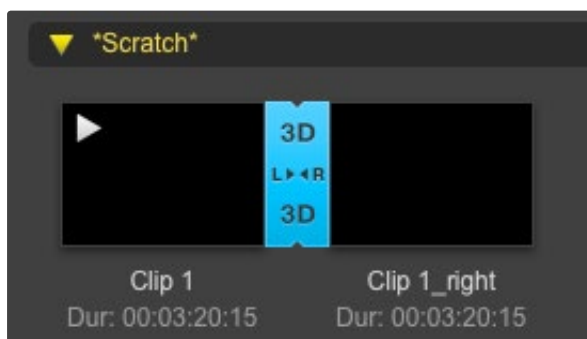 *Scratch*
3D
L R
3D
Clip 1 Clip 1_right
Dur: 00:03:20:15 Dur: 00:03:20:15